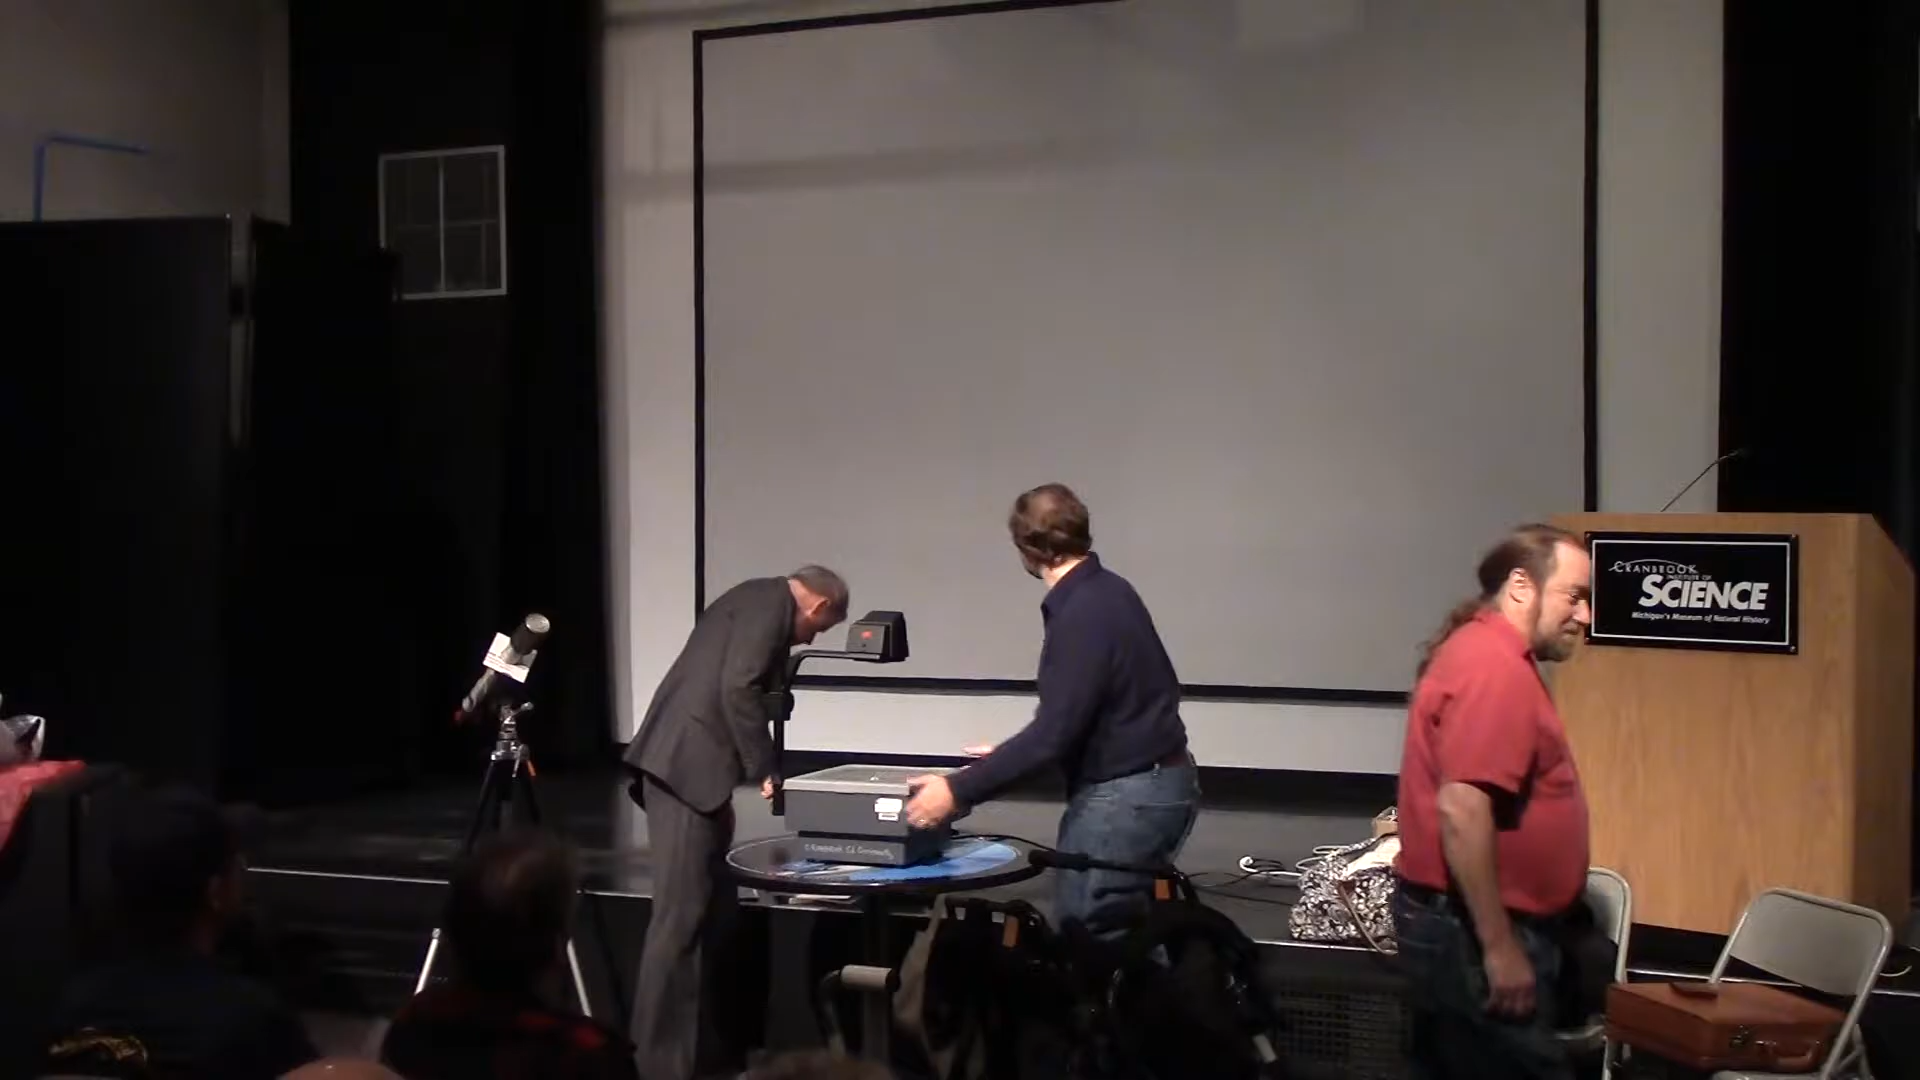 CRANBROOK
INSTITUTE OF
SCIENCE
Michigan's Museum of Natural History